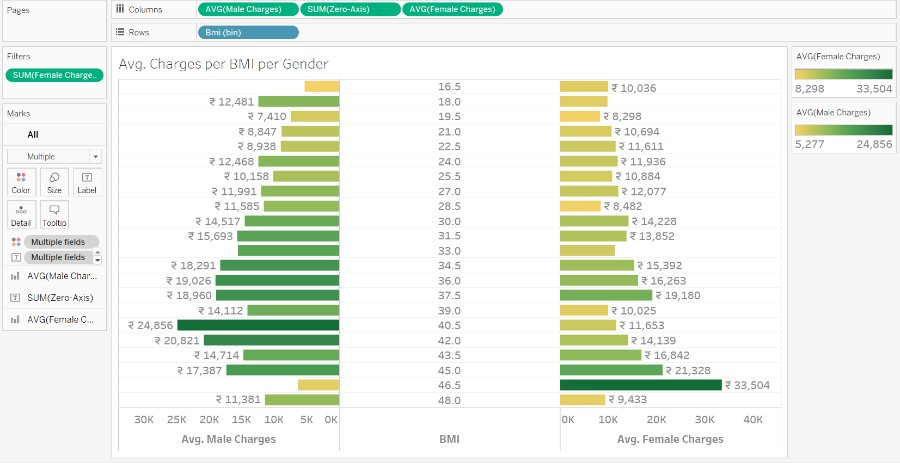 Pages
Columns
AVG(Male Charges)
SUM(Zero-Axis)
AVG(Female Charges)
Rows
Bmi (bin)
Filters
SUM(Female Charge..
Marks
All
Multiple
Color
Size
Label
Detail
Tooltip
Multiple fields
Multiple fields
AVG(Male Char...
SUM(Zero-Axis)
AVG(Female C...
Avg. Charges per BMI per Gender
16.5 ₹ 10,036
₹ 12,481 18.0
₹ 7,410 19.5 ₹ 8,298
₹ 8,847 21.0 ₹ 10,694
₹ 8,938 22.5 ₹ 11,611
₹ 12,468 24.0 ₹ 11,936
₹ 10,158 25.5 ₹ 10,884
₹ 11,991 27.0 ₹ 12,077
₹ 11,585 28.5 ₹ 8,482
₹ 14,517 30.0 ₹ 14,228
₹ 15,693 31.5 ₹ 13,852
33.0
₹ 18,291 34.5 ₹ 15,392
₹ 19,026 36.0 ₹ 16,263
₹ 18,960 37.5 ₹ 19,180
₹ 14,112 39.0 ₹ 10,025
₹ 24,856 40.5 ₹ 11,653
₹ 20,821 42.0 ₹ 14,139
₹ 14,714 43.5 ₹ 16,842
₹ 17,387 45.0 ₹ 21,328
46.5 ₹ 33,504
₹ 11,381 48.0 ₹ 9,433
30K 25K 20K 15K 10K 5K 0K 0K 10K 20K 30K 40K
Avg. Male Charges BMI Avg. Female Charges
AVG(Female Charges)
8,298 33,504
AVG(Male Charges)
5,277 24,856